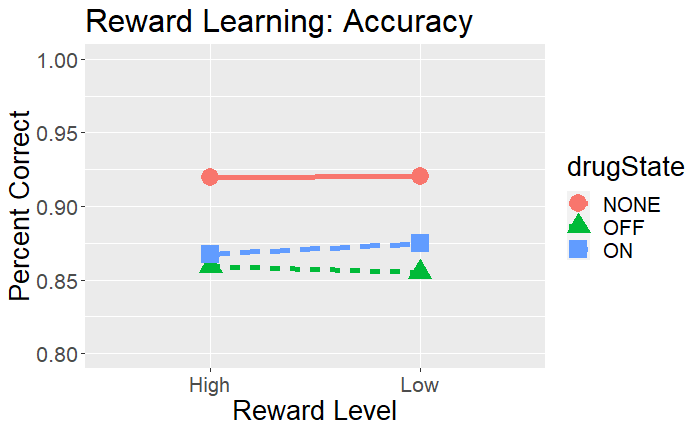 Reward Learning: Accuracy
Percent Correct
1.00
0.95
0.90
0.85
0.80
High
Low
Reward Level
drugState
NONE
OFF
ON